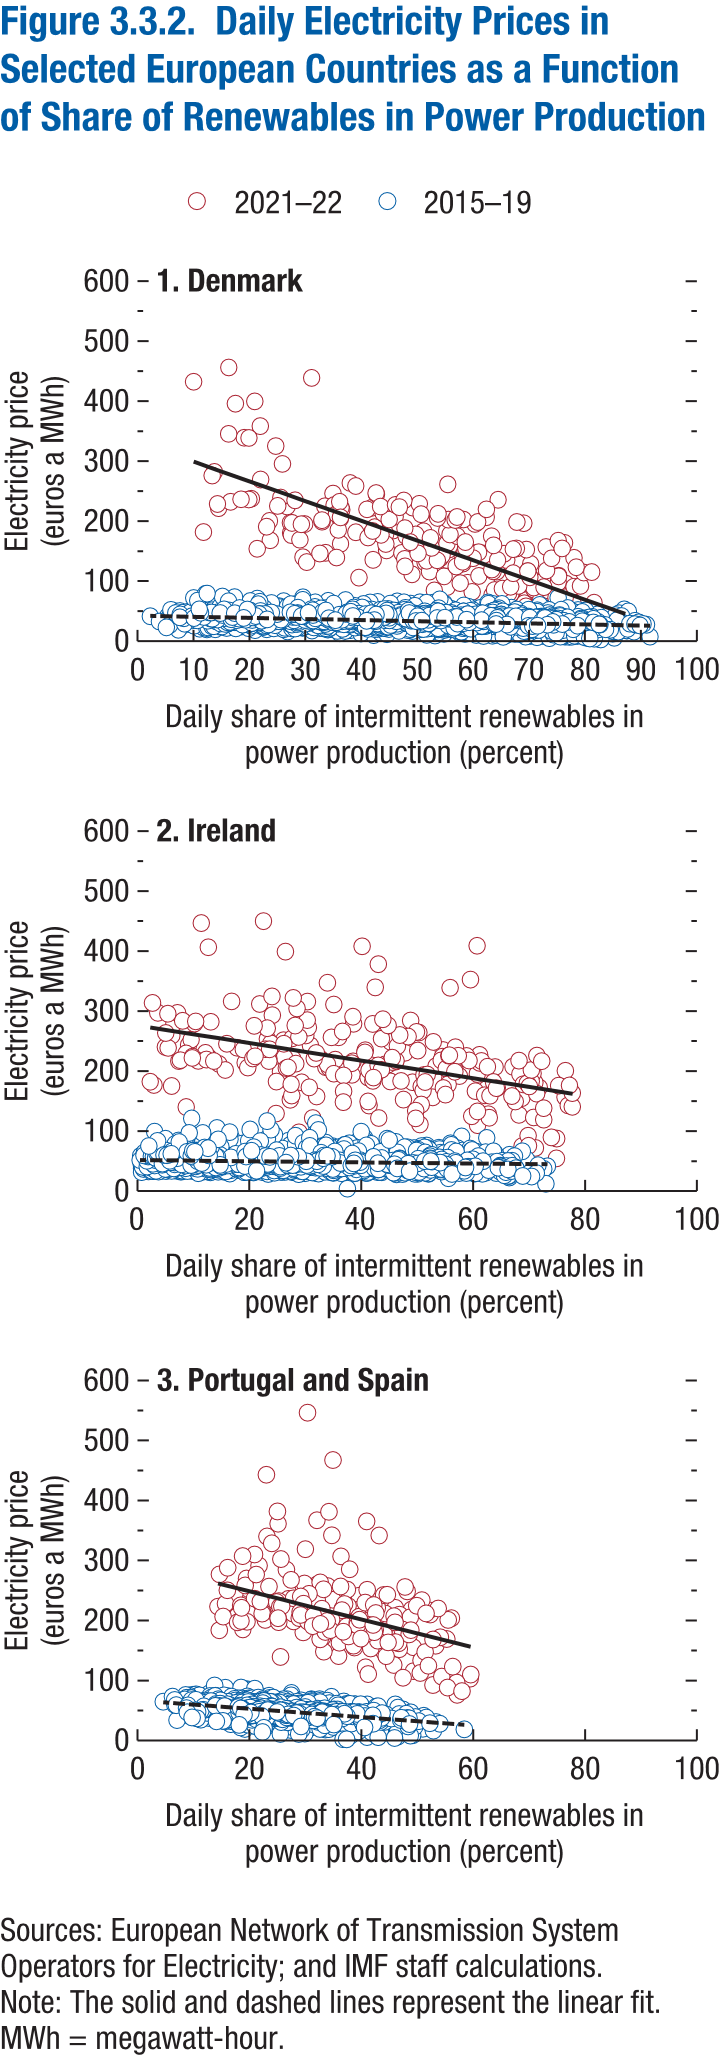 Figure 3.3.2. Daily Electricity Prices in
Selected European Countries as a Function
of Share of Renewables in Power Production
2021–22 2015–19
1. Denmark
600
500
400
300
200
100
0
Electricity price
(euros a MWh)
0 10 20 30 40 50 60 70 80 90 100
Daily share of intermittent renewables in
power production (percent)
2. Ireland
600
500
400
300
200
100
0
Electricity price
(euros a MWh)
0 20 40 60 80 100
Daily share of intermittent renewables in
power production (percent)
3. Portugal and Spain
600
500
400
300
200
100
0
Electricity price
(euros a MWh)
0 20 40 60 80 100
Daily share of intermittent renewables in
power production (percent)
Sources: European Network of Transmission System
Operators for Electricity; and IMF staff calculations.
Note: The solid and dashed lines represent the linear fit.
MWh = megawatt-hour.